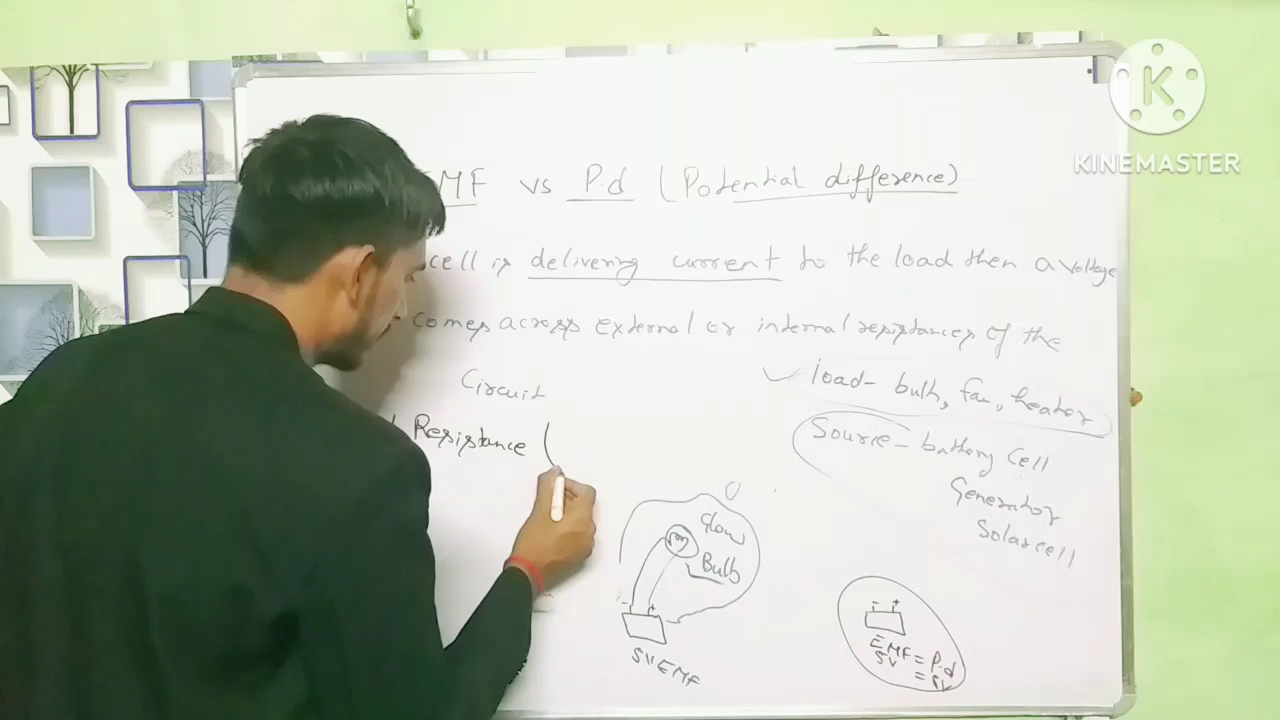 MF vs P.d (Potential difference)
cell is delivering current to the load then a voltage
comes across external or internal resistances of the
Circuit
Resistance (
load - bulb, fan, heater
Source - battery Cell
Generator
Solar cell
Glow
Bulb
- +
5V EMF
- +
EMF = P.d
5V = 5V
K
KINEMASTER